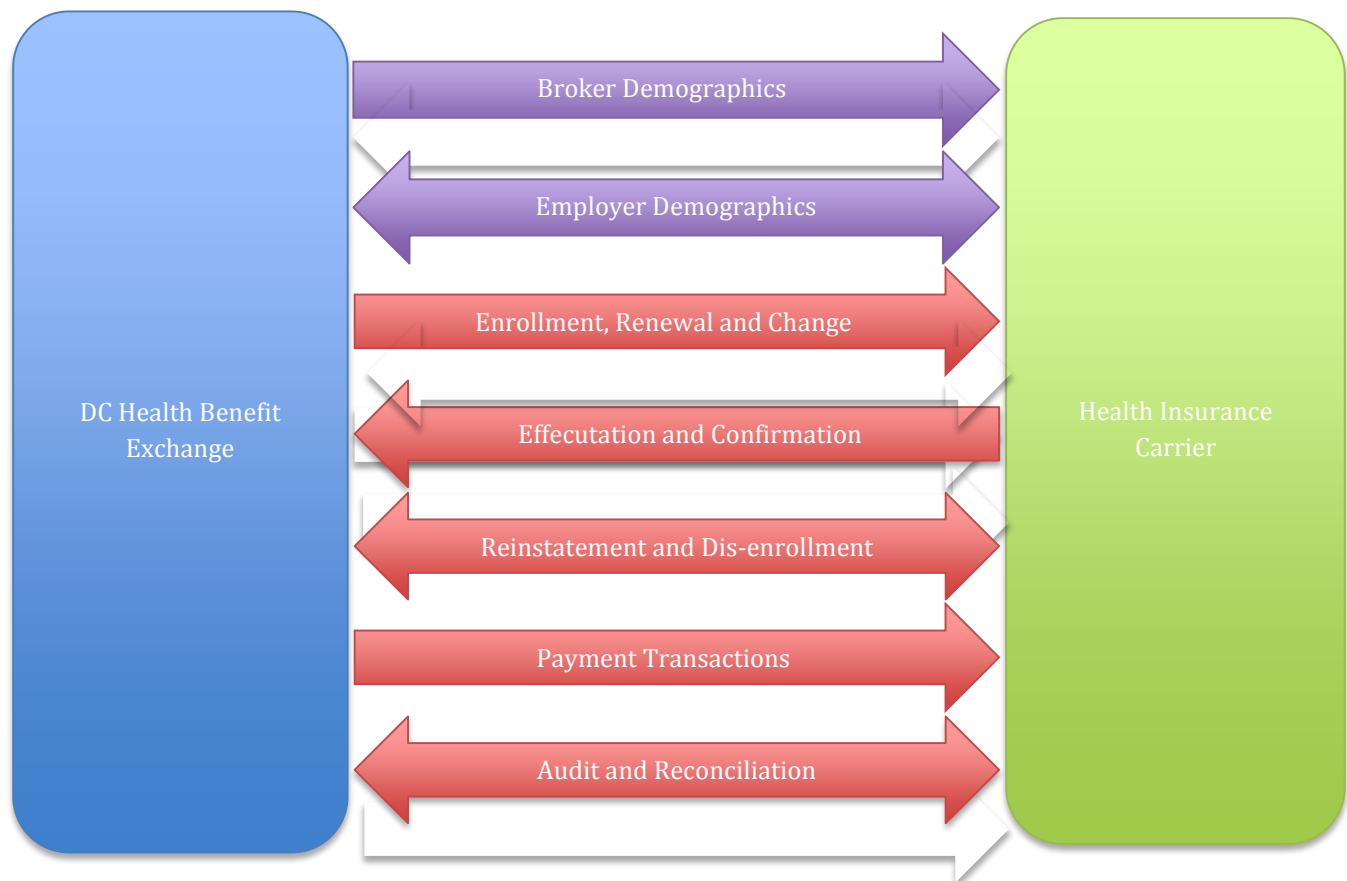 Broker Demographics
Employer Demographics
Enrollment, Renewal and Change
DC Health Benefit
Exchange
Effecutation and Confirmation
Health Insurance
Carrier
Reinstatement and Dis-enrollment
Payment Transactions
Audit and Reconciliation